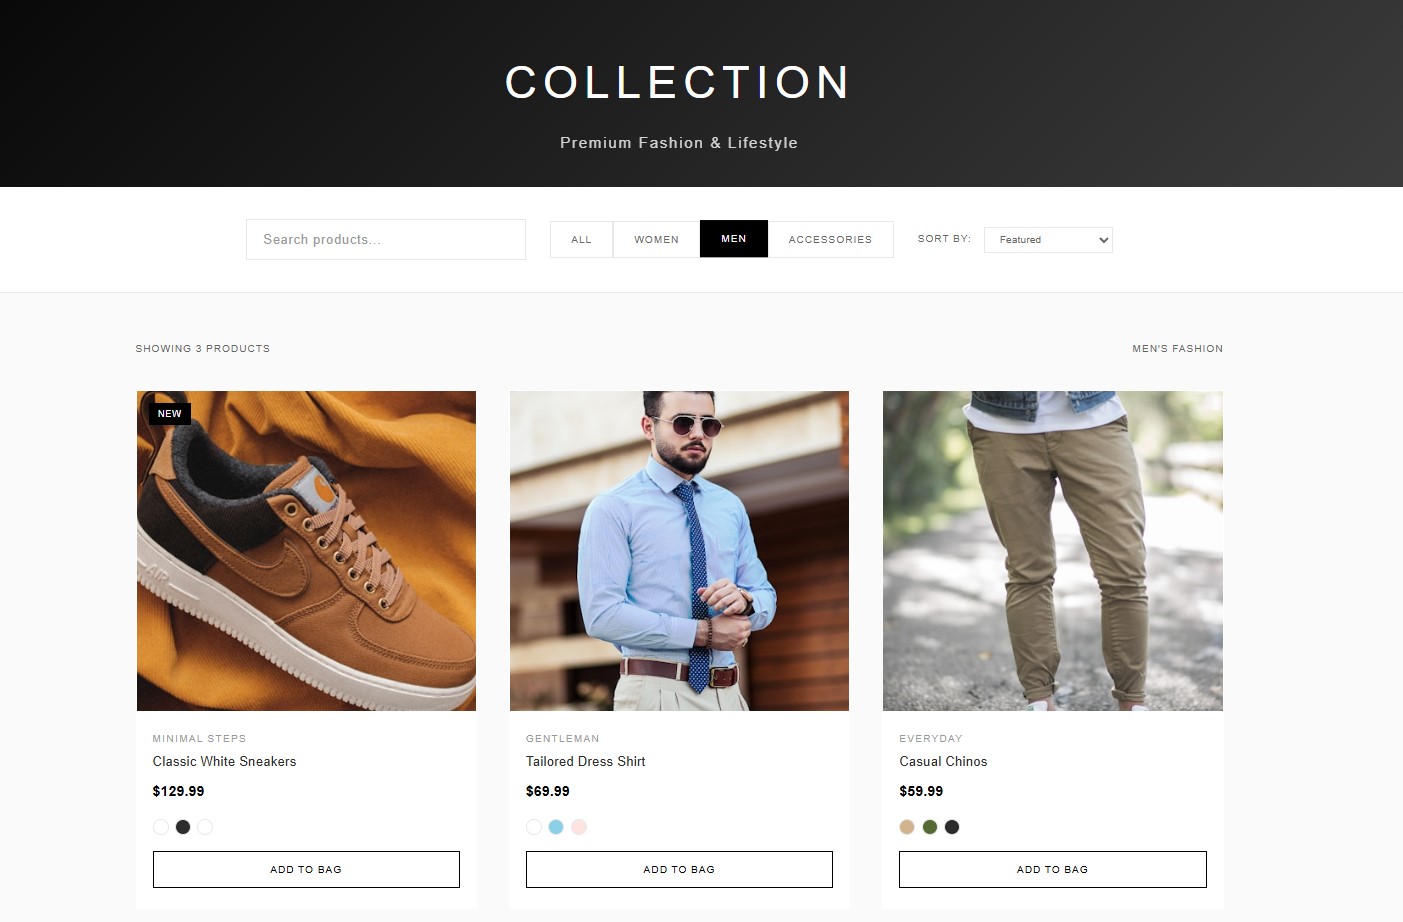 COLLECTION
Premium Fashion & Lifestyle
Search products...
ALL
WOMEN
MEN
ACCESSORIES
SORT BY:
Featured
SHOWING 3 PRODUCTS
MEN'S FASHION
NEW
AIR
MINIMAL STEPS
Classic White Sneakers
$129.99
ADD TO BAG
GENTLEMAN
Tailored Dress Shirt
$69.99
ADD TO BAG
EVERYDAY
Casual Chinos
$59.99
ADD TO BAG